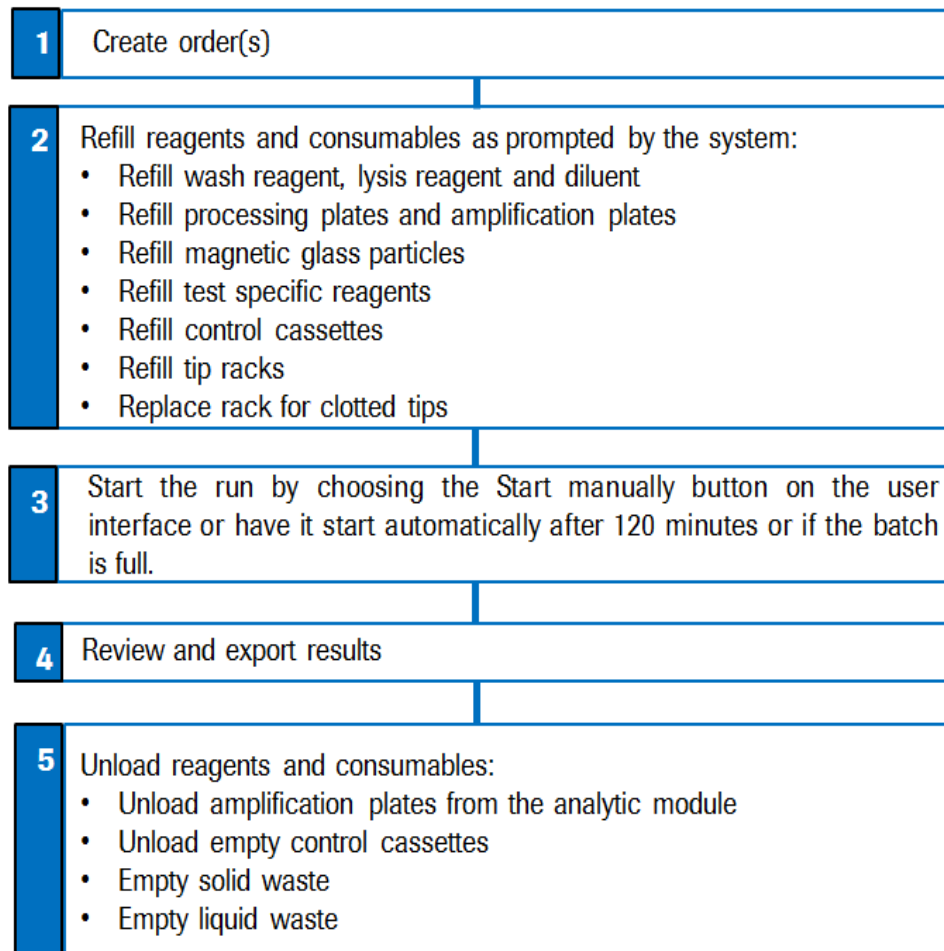 1 Create order(s)
2 Refill reagents and consumables as prompted by the system:
• Refill wash reagent, lysis reagent and diluent
• Refill processing plates and amplification plates
• Refill magnetic glass particles
• Refill test specific reagents
• Refill control cassettes
• Refill tip racks
• Replace rack for clotted tips
3 Start the run by choosing the Start manually button on the user
interface or have it start automatically after 120 minutes or if the batch
is full.
4 Review and export results
5 Unload reagents and consumables:
• Unload amplification plates from the analytic module
• Unload empty control cassettes
• Empty solid waste
• Empty liquid waste